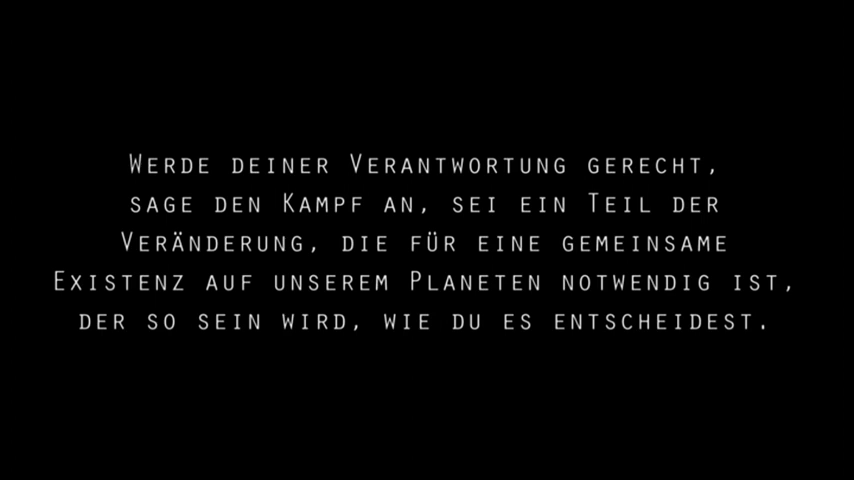 Werde deiner Verantwortung gerecht,
sage den Kampf an, sei ein Teil der
Veränderung, die für eine gemeinsame
Existenz auf unserem Planeten notwendig ist,
der so sein wird, wie du es entscheidest.